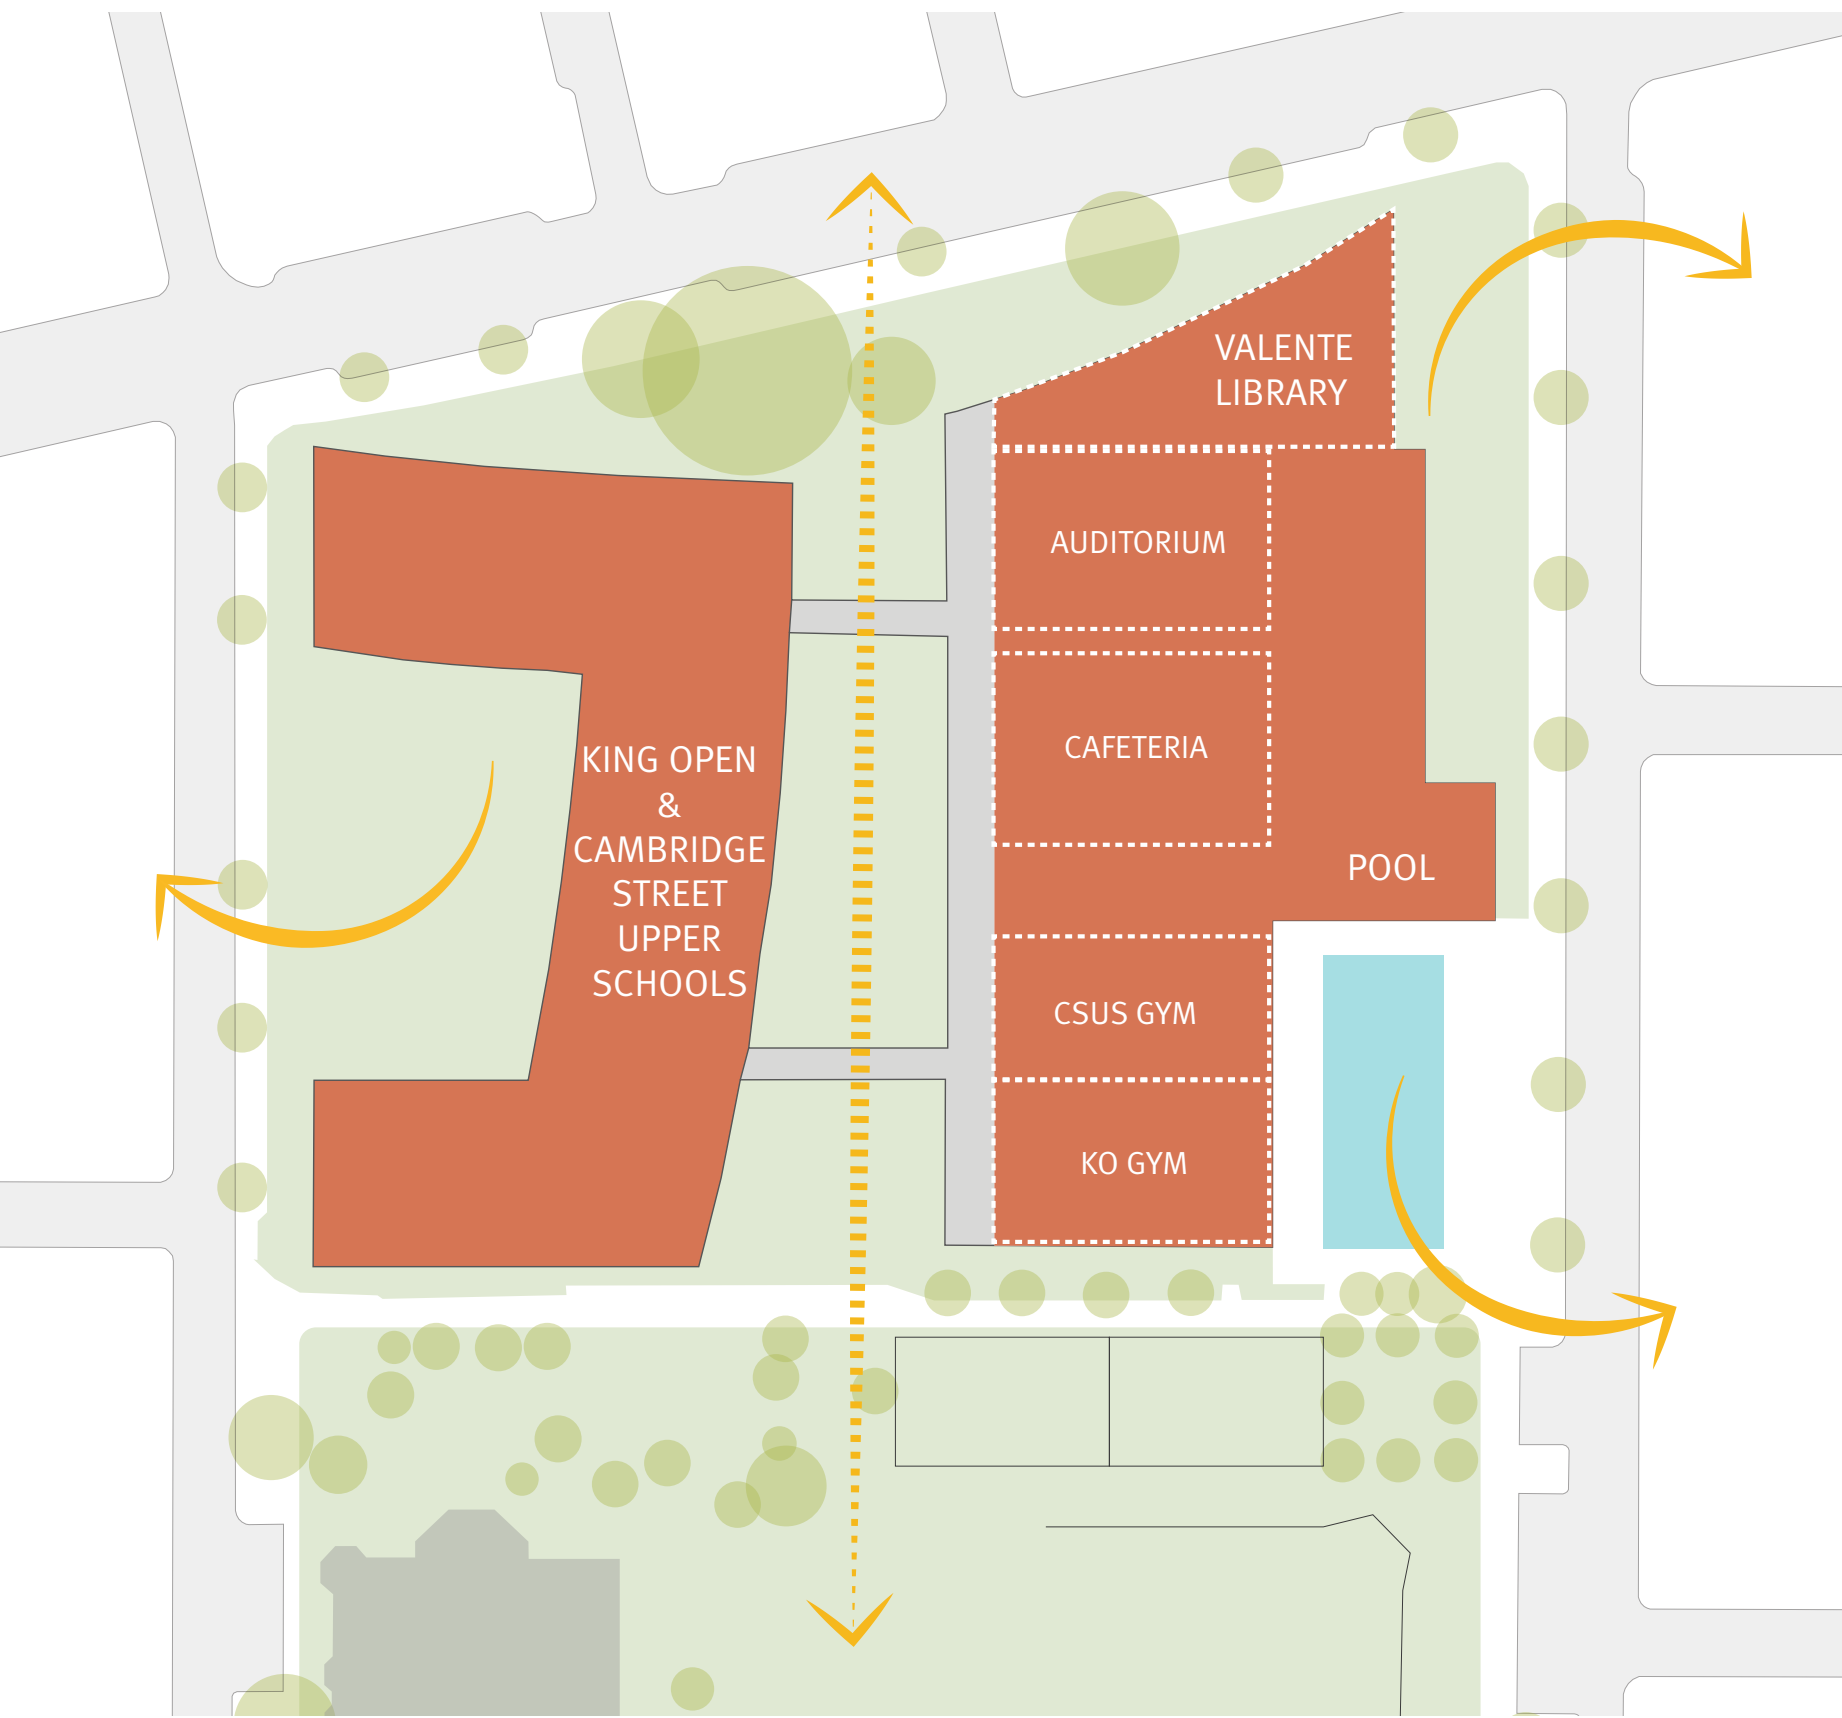 VALENTE
LIBRARY
AUDITORIUM
CAFETERIA
KING OPEN
&
CAMBRIDGE
STREET
UPPER
SCHOOLS
POOL
CSUS GYM
KO GYM